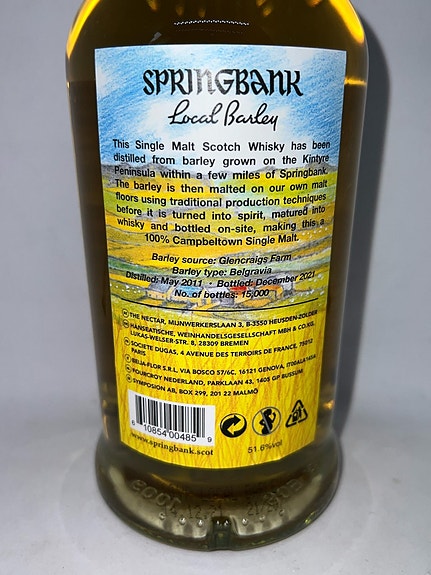 SPRINGBANK
Local Barley
This Single Malt Scotch Whisky has been
distilled from barley grown on the Kintyre
Peninsula within a few miles of Springbank.
The barley is then malted on our own malt
floors using traditional production techniques
before it is turned into spirit, matured into
whisky and bottled on-site, making this a
100% Campbeltown Single Malt.
Barley source: Glencraigs Farm
Barley type: Belgravia
Distilled: May 2011 • Bottled: December 2021
No. of bottles: 15,000
THE NECTAR, MIJNWERKERSLAAN 3, B-3550 HEUSDEN-ZOLDER
HANSEATISCHE, WEINHANDELSGESELLSCHAFT MBH & CO.KG,
LUKAS-WELSER-STR. 8, 28309 BREMEN
SOCIETE DUGAS, 4 AVENUE DES TERROIRS DE FRANCE, 75012
PARIS
BEIJA-FLOR S.R.L. VIA BOSCO 57/6C, 16121 GENOVA,
FOURCROY NEDERLAND, PARKLAAN 43, 1405 GP BUSSUM
SYMPOSION AB, BOX 299, 201 22 MALMÖ
6 10854 00485 9
www.springbank.scot
51.6%vol